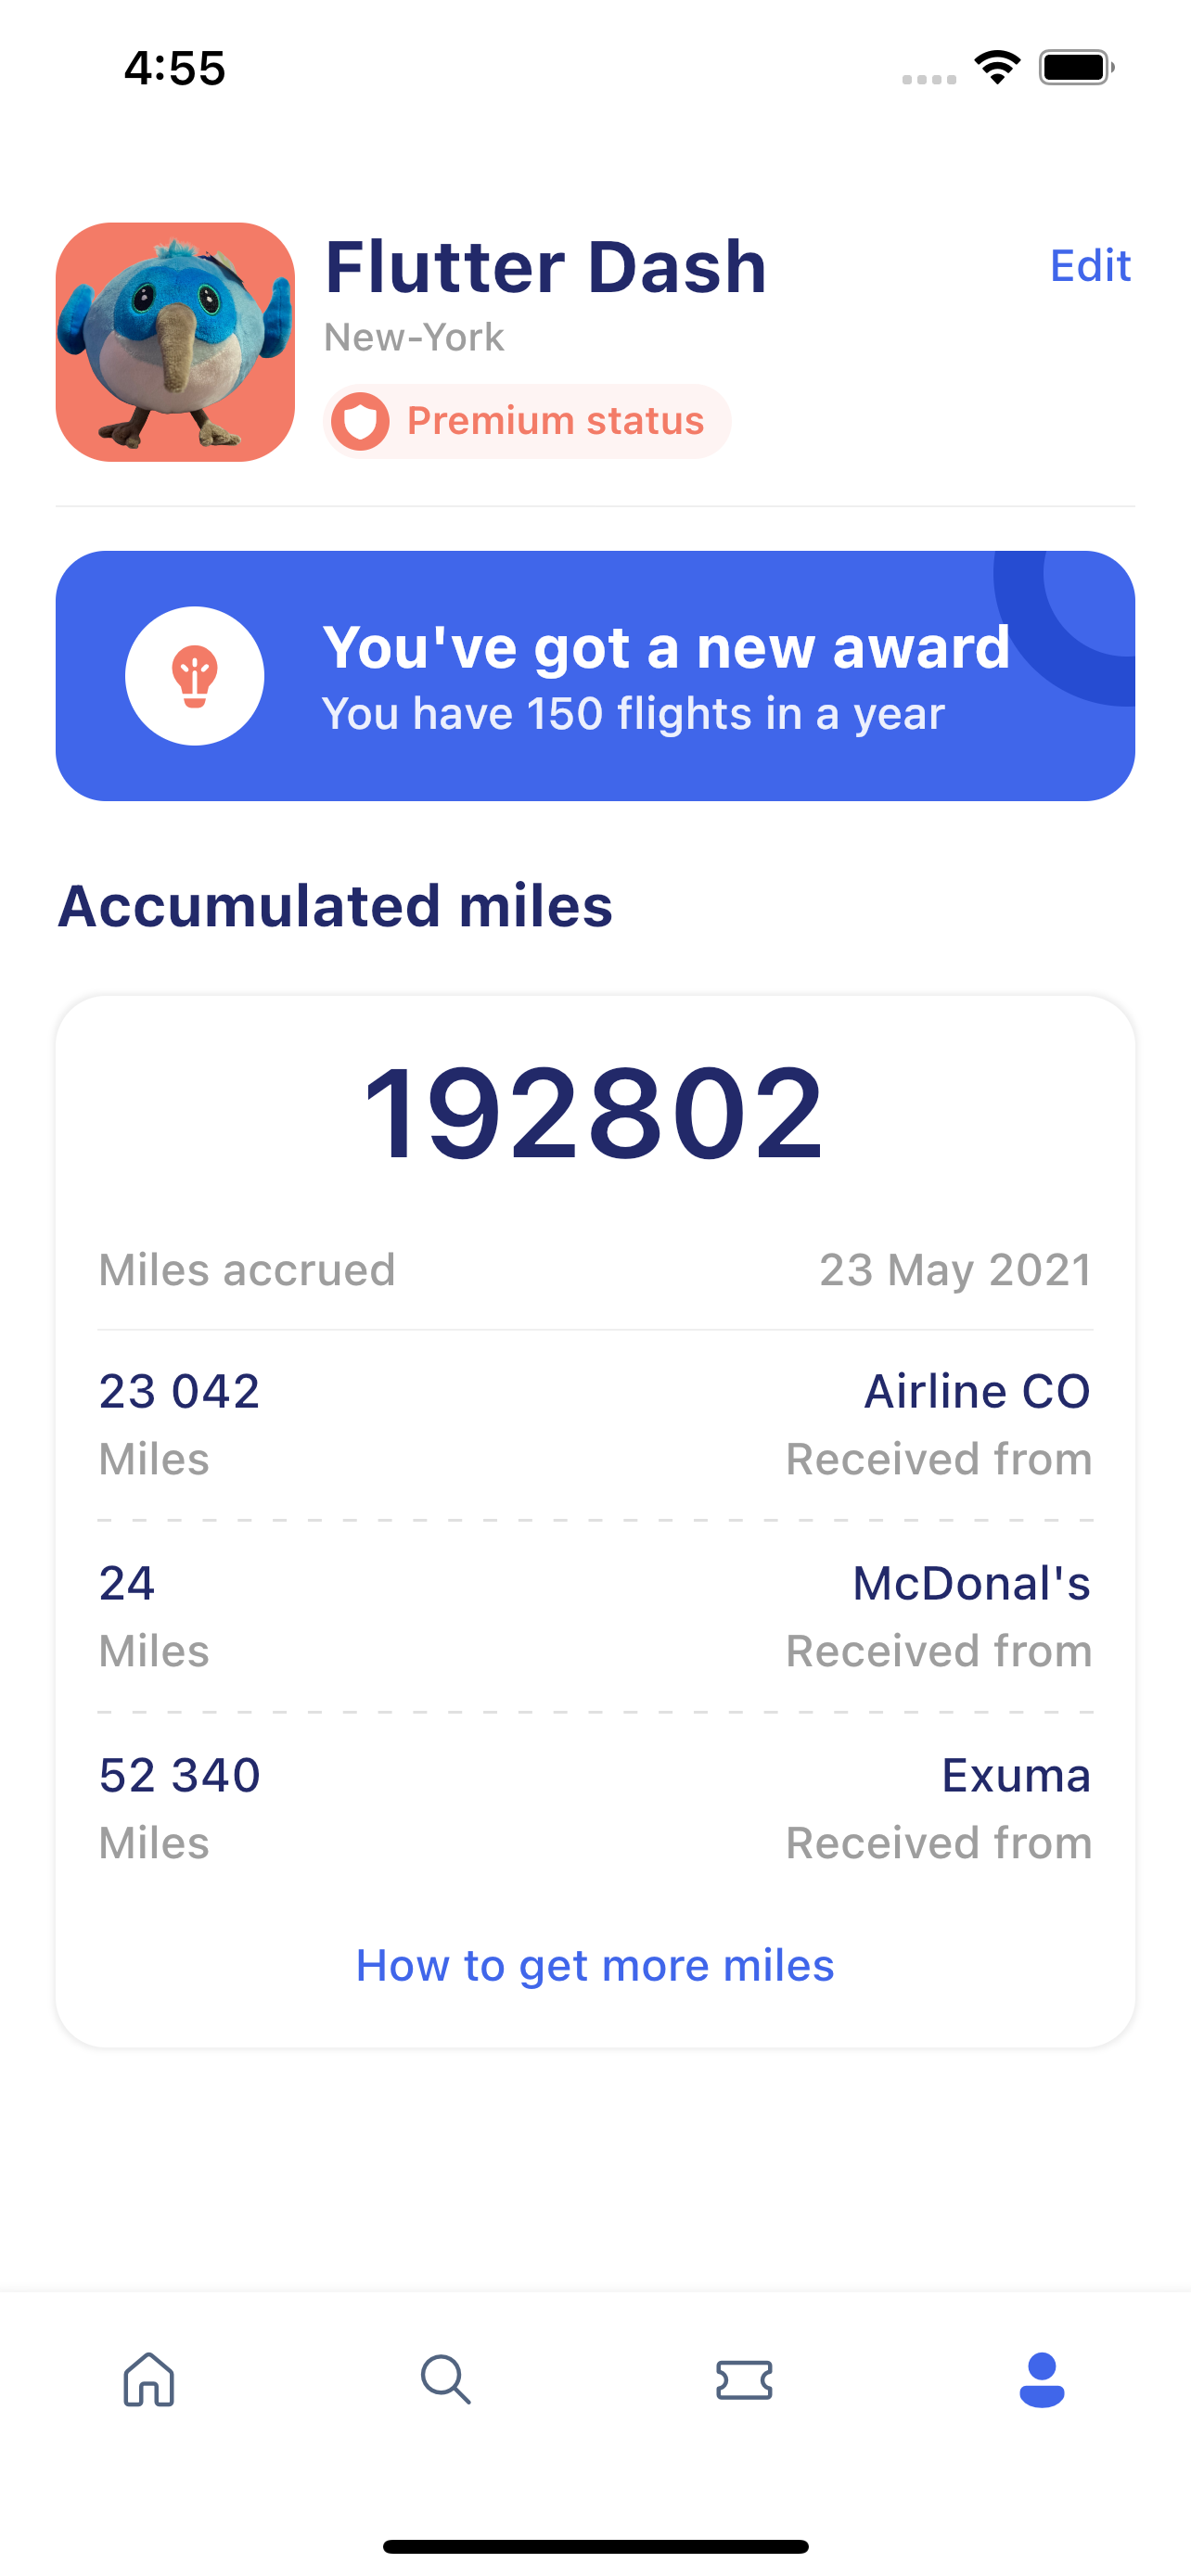 4:55
Flutter Dash
Edit
New-York
Premium status
You've got a new award
You have 150 flights in a year
Accumulated miles
192802
Miles accrued 23 May 2021
23 042 Airline CO
Miles Received from
24 McDonal's
Miles Received from
52 340 Exuma
Miles Received from
How to get more miles